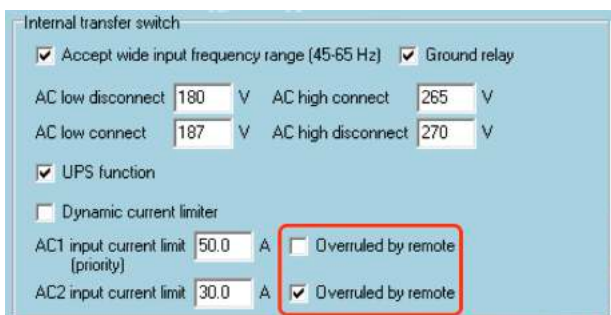 Internal transfer switch
Accept wide input frequency range (45-65 Hz) Ground relay
AC low disconnect 180 V AC high connect 265 V
AC low connect 187 V AC high disconnect 270 V
UPS function
Dynamic current limiter
AC1 input current limit 50.0 A Overruled by remote
(priority)
AC2 input current limit 30.0 A Overruled by remote